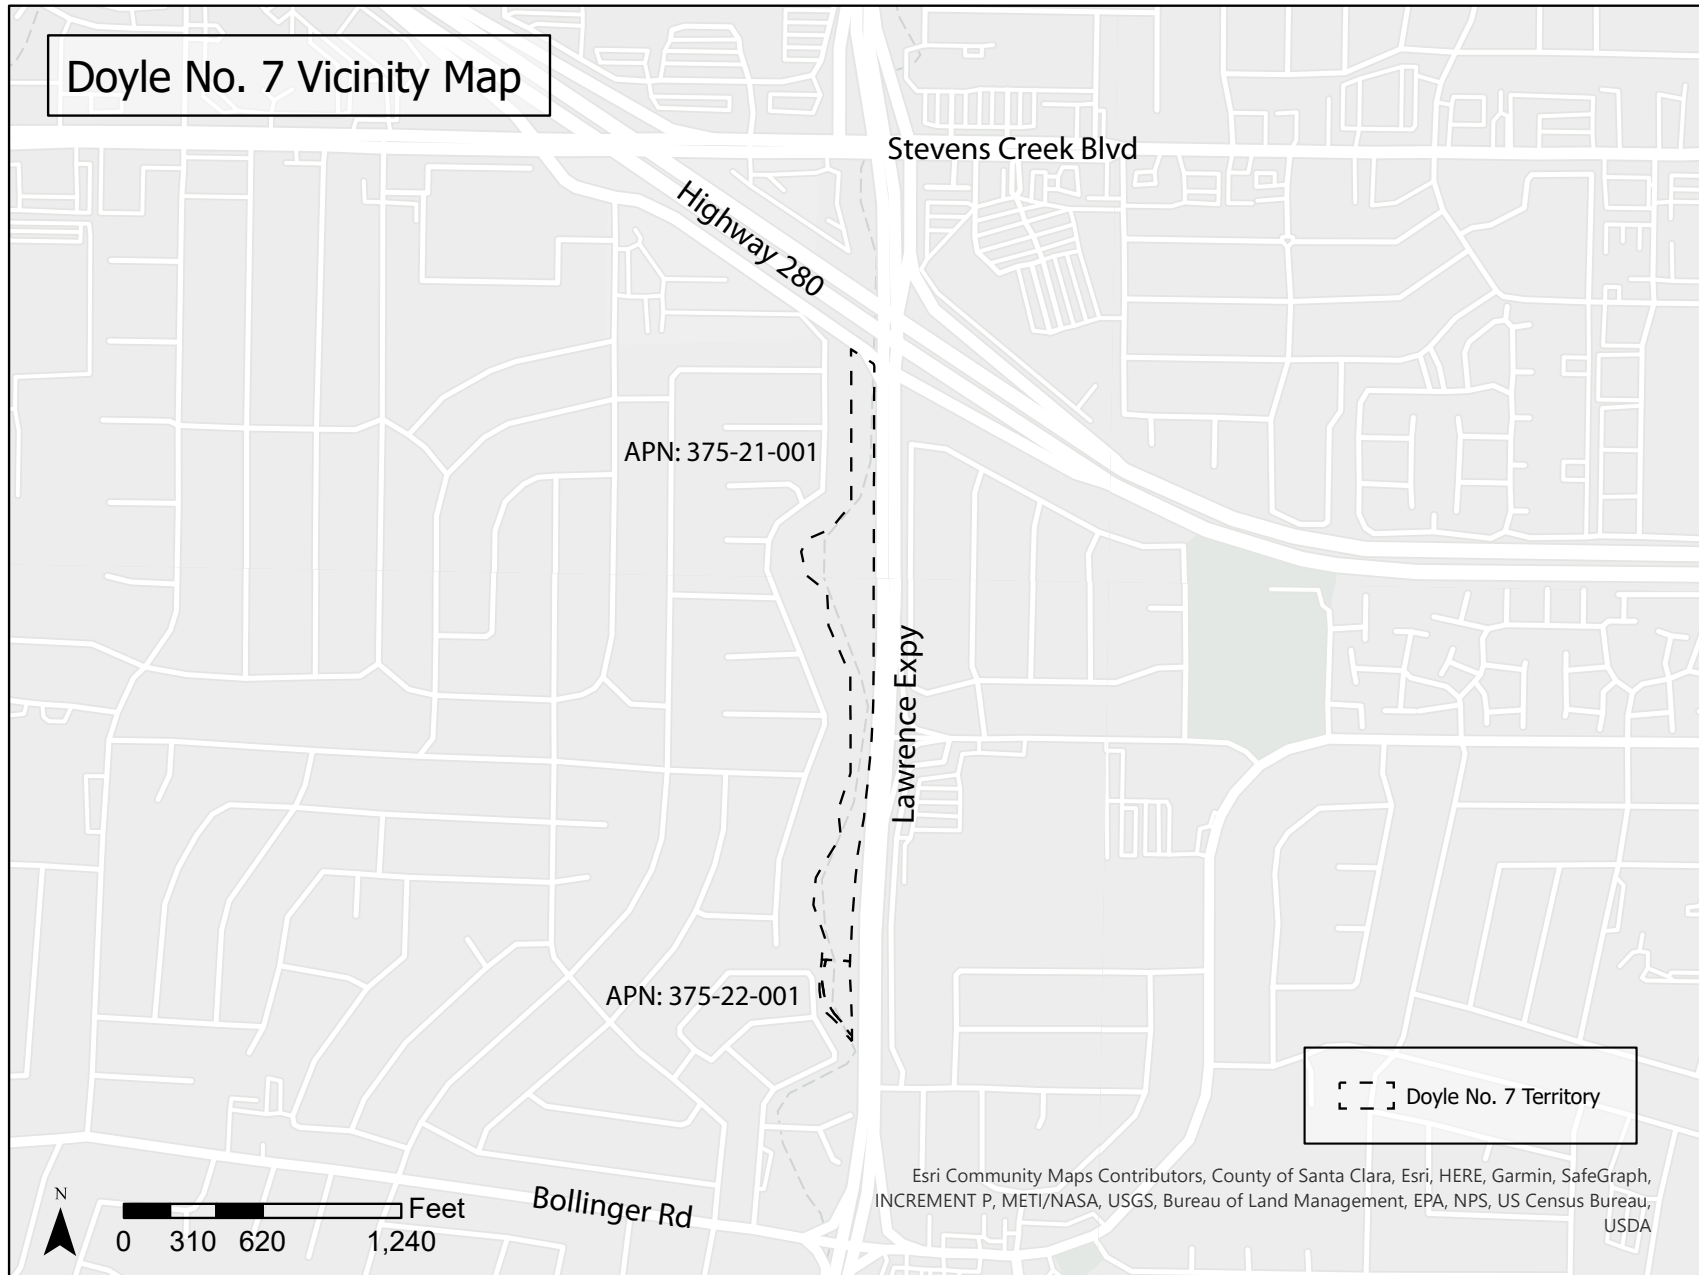 Doyle No. 7 Vicinity Map
Stevens Creek Blvd
Highway 280
APN: 375-21-001
Lawrence Expy
APN: 375-22-001
Doyle No. 7 Territory
Esri Community Maps Contributors, County of Santa Clara, Esri, HERE, Garmin, SafeGraph,
INCREMENT P, METI/NASA, USGS, Bureau of Land Management, EPA, NPS, US Census Bureau,
USDA
Bollinger Rd
N
Feet
0 310 620 1,240